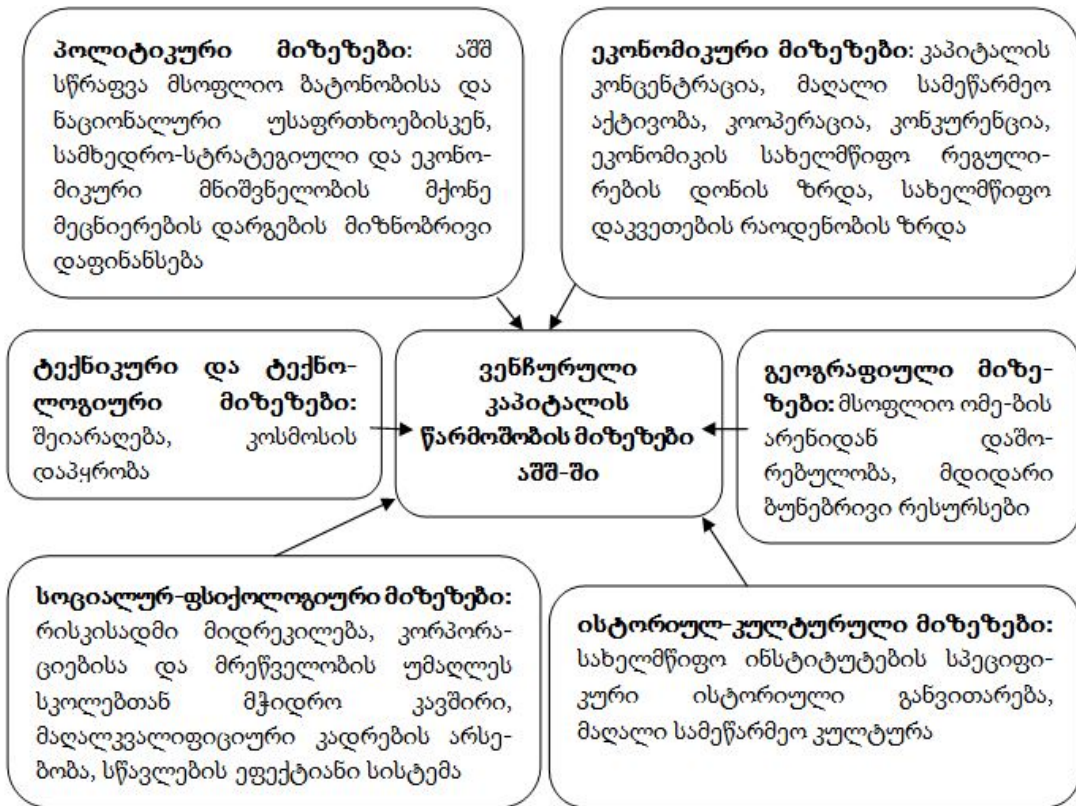 პოლიტიკური მიზეზები: აშშ
სწრაფვა მსოფლიო ბატონობისა და
ნაციონალური უსაფრთხოებისკენ,
სამხედრო-სტრატეგიული და ეკონო-
მიკური მნიშვნელობის მქონე
მეცნიერების დარგების მიზნობრივი
დაფინანსება
ეკონომიკური მიზეზები: კაპიტალის
კონცენტრაცია, მაღალი სამეწარმეო
აქტივობა, კოოპერაცია, კონკურენცია,
ეკონომიკის სახელმწიფო რეგული-
რების დონის ზრდა, სახელმწიფო
დაკვეთების რაოდენობის ზრდა
ტექნიკური და ტექნო-
ლოგიური მიზეზები:
შეიარაღება, კოსმოსის
დაპყრობა
ვენჩურული
კაპიტალის
წარმოშობის მიზეზები
აშშ-ში
გეოგრაფიული მიზე-
ზები: მსოფლიო ომე-ბის
არენიდან დაშო-
რებულობა, მდიდარი
ბუნებრივი რესურსები
სოციალურ-ფსიქოლოგიური მიზეზები:
რისკისადმი მიდრეკილება, კორპორა-
ციებისა და მრეწველობის უმაღლეს
სკოლებთან მჭიდრო კავშირი,
მაღალკვალიფიციური კადრების არსე-
ბობა, სწავლების ეფექტიანი სისტემა
ისტორიულ-კულტურული მიზეზები:
სახელმწიფო ინსტიტუტების სპეციფი-
კური ისტორიული განვითარება,
მაღალი სამეწარმეო კულტურა